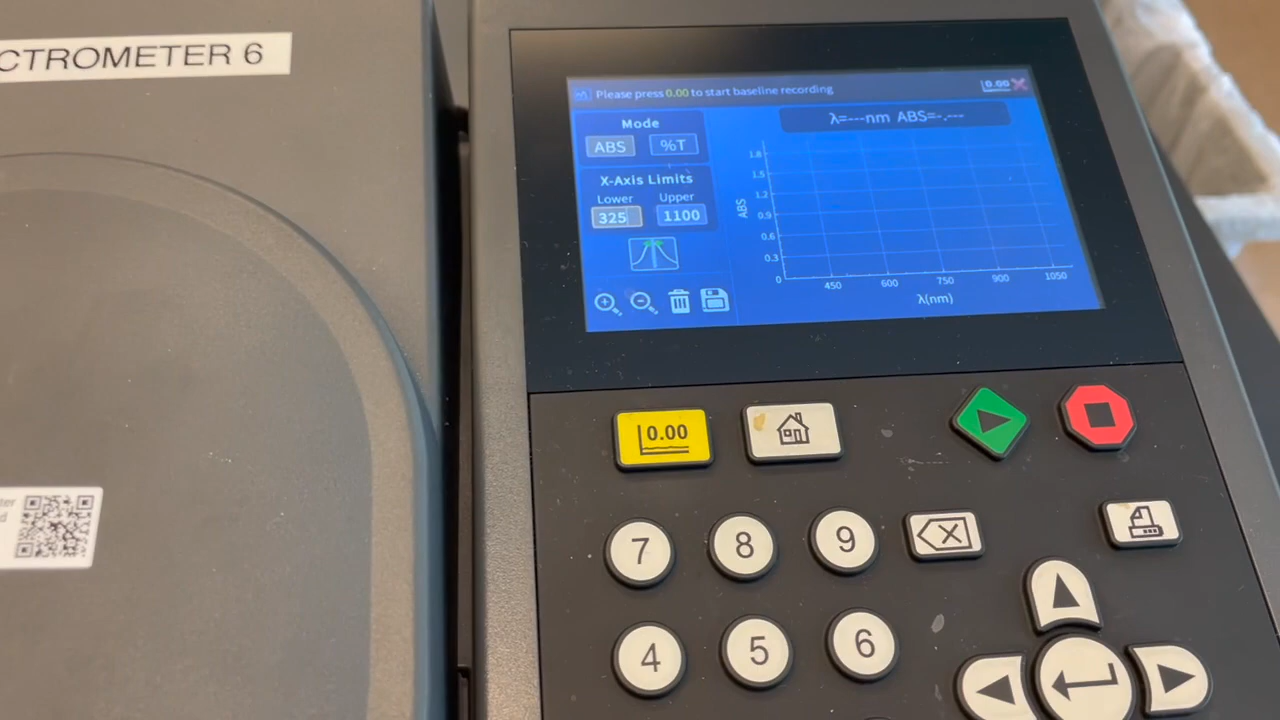 CTROMETER 6
Please press 0.00 to start baseline recording
0.00
Mode
ABS %T
X-Axis Limits
Lower Upper
325 1100
λ=---nm ABS=-.---
ABS
1.8
1.5
1.2
0.9
0.6
0.3
0
450 600 750 900 1050
λ(nm)
0.00
7 8 9
4 5 6
ter
d